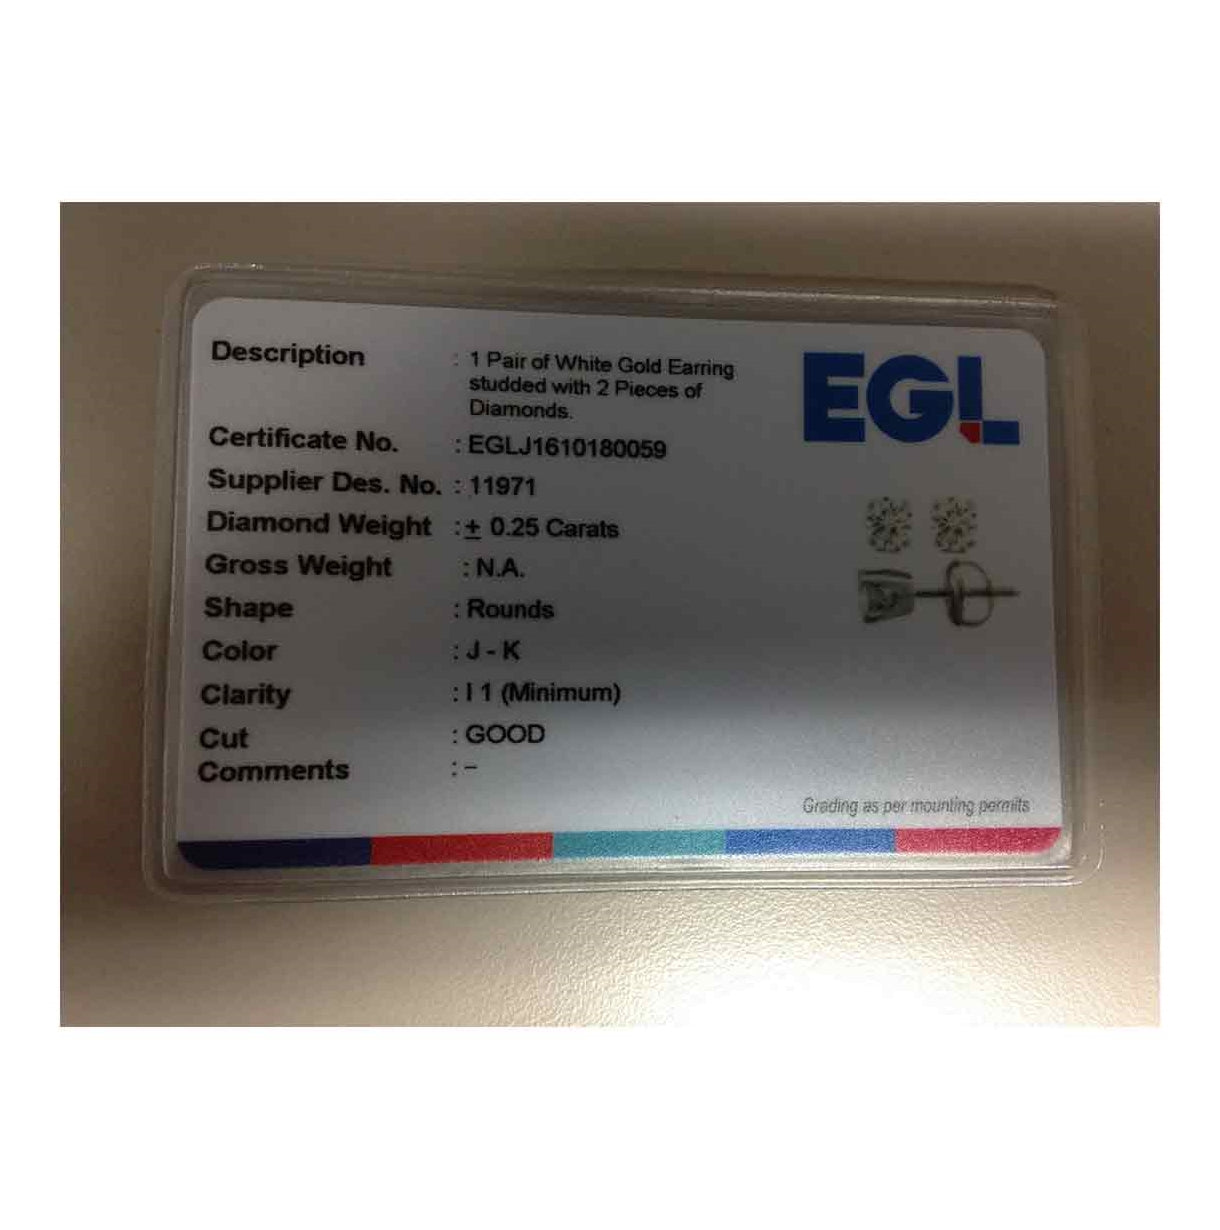 Description : 1 Pair of White Gold Earring
studded with 2 Pieces of
Diamonds.
EGL
Certificate No. : EGLJ1610180059
Supplier Des. No. : 11971
Diamond Weight : ± 0.25 Carats
Gross Weight : N.A.
Shape : Rounds
Color : J - K
Clarity : I 1 (Minimum)
Cut : GOOD
Comments : –
Grading as per mounting permits